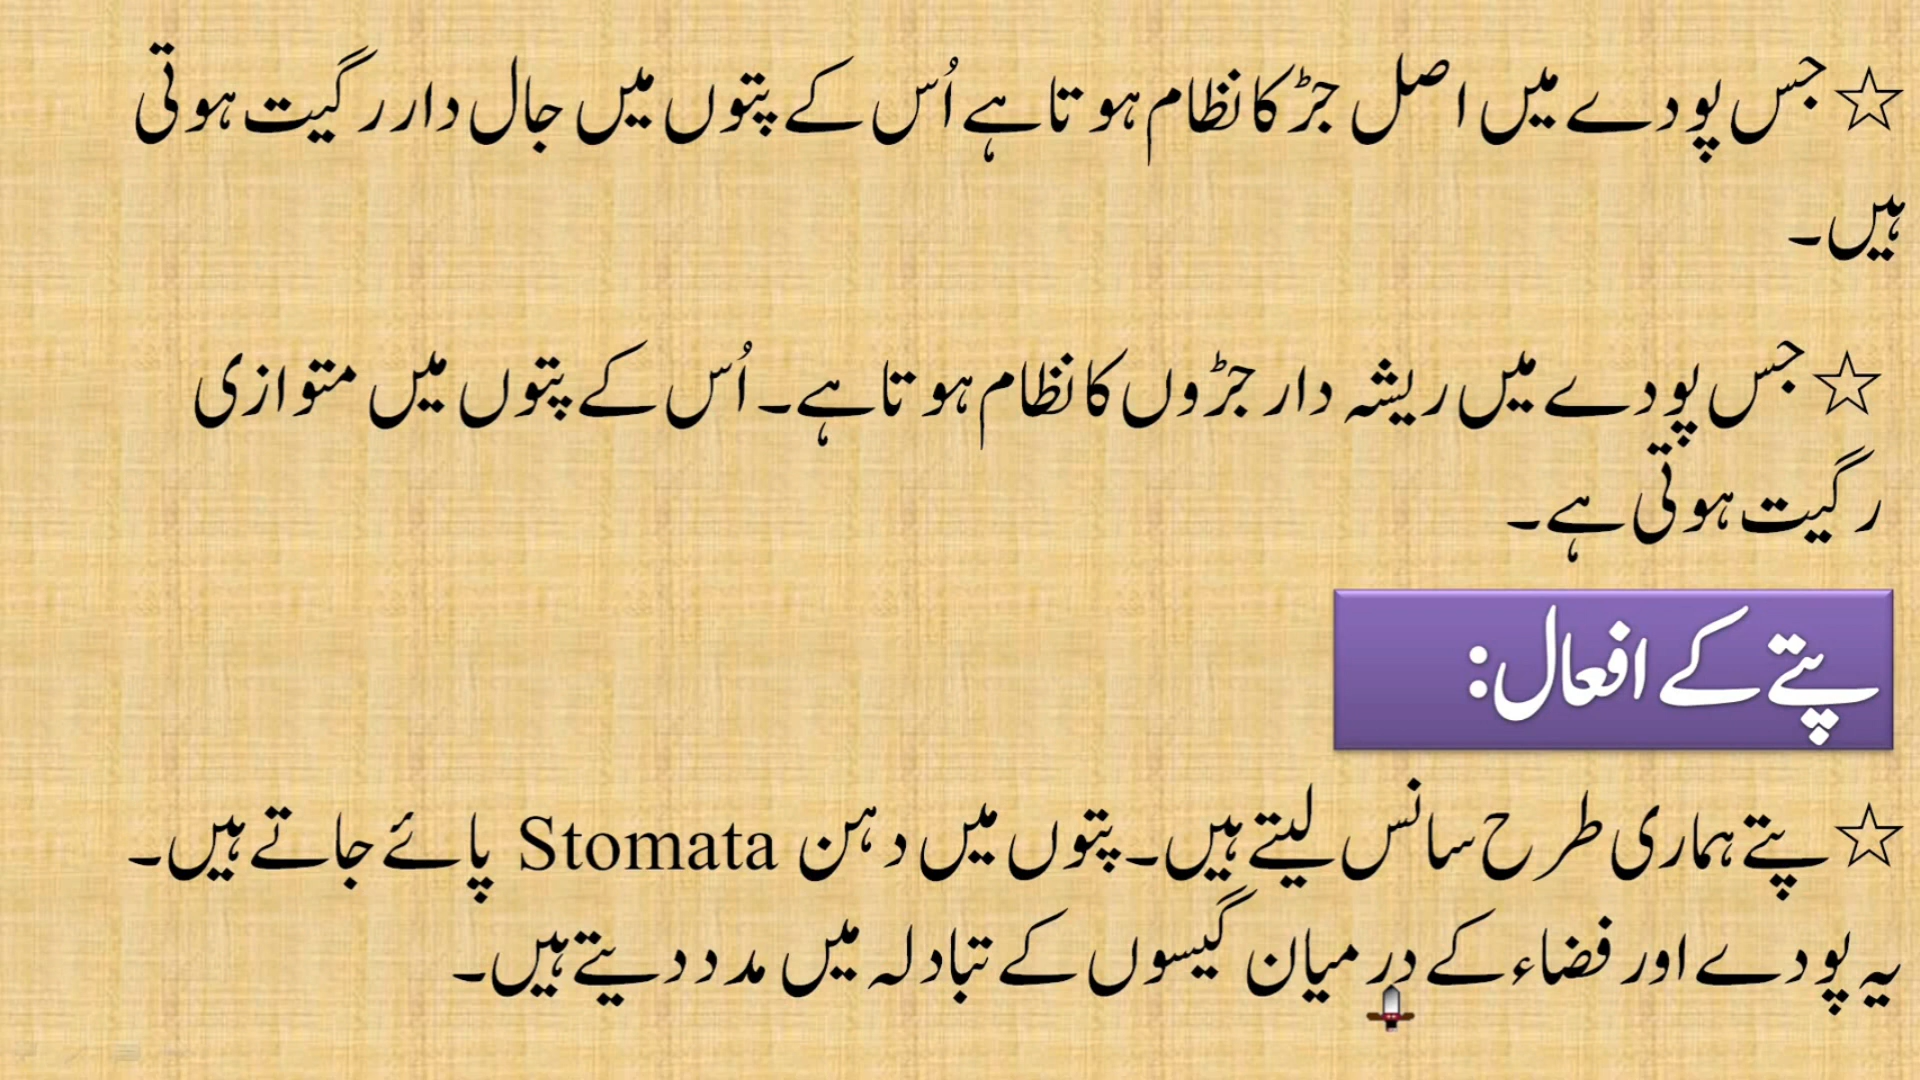 ☆جس پودے میں اصل جڑ کا نظام ہوتا ہے اُس کے پتوں میں جال دار رگیت ہوتی
ہیں۔
☆جس پودے میں ریشہ دار جڑوں کا نظام ہوتا ہے۔ اُس کے پتوں میں متوازی
رگیت ہوتی ہے۔
پتے کے افعال:
☆پتے ہماری طرح سانس لیتے ہیں۔ پتوں میں دہن Stomata پائے جاتے ہیں۔
یہ پودے اور فضاء کے درمیان گیسوں کے تبادلہ میں مدد دیتے ہیں۔